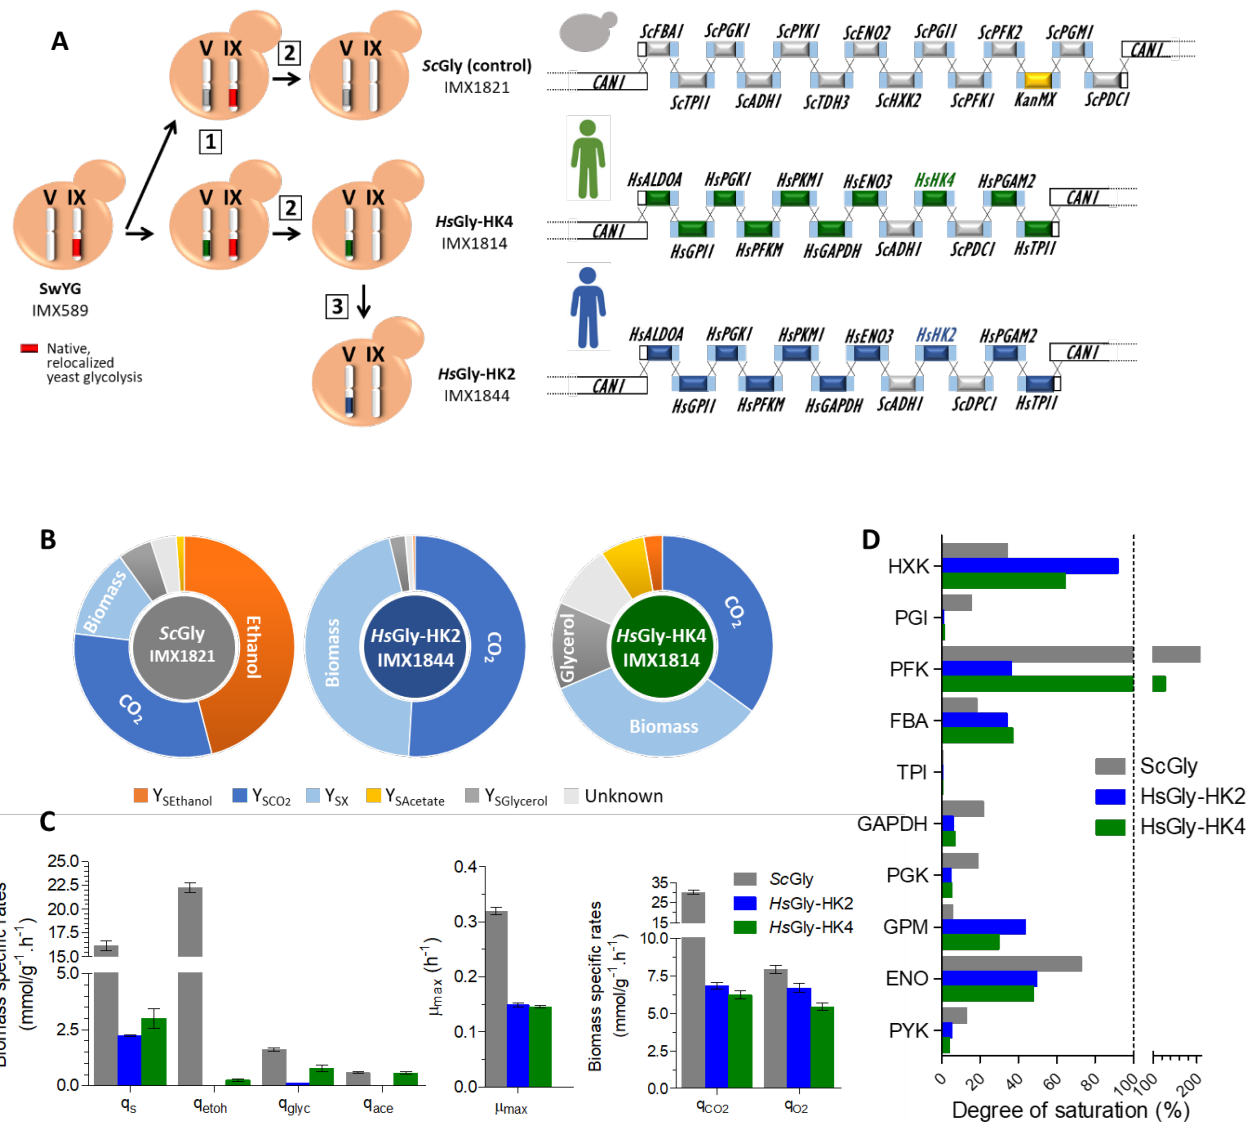 A
V IX
2
V IX
ScGly (control)
IMX1821
1
V IX
V IX
2
V IX
HsGly-HK4
IMX1814
SwYG
IMX589
3
V IX
HsGly-HK2
IMX1844
Native,
relocalized
yeast glycolysis
ScFBA1 ScPGK1 ScPYK1 ScENO2 ScPGI1 ScPFK2 ScPGM1
CAN1
CAN1
ScTPI1 ScADH1 ScTDH3 ScHXK2 ScPFK1 KanMX ScPDC1
HsALDOA HsPGK1 HsPKM1 HsENO3 HsHK4 HsPGAM2
CAN1
CAN1
HsGPI1 HsPFKM HsGAPDH ScADH1 ScPDC1 HsTPI1
HsALDOA HsPGK1 HsPKM1 HsENO3 HsHK2 HsPGAM2
CAN1
CAN1
HsGPI1 HsPFKM HsGAPDH ScADH1 ScDPC1 HsTPI1
B
Biomass
Ethanol
CO2
ScGly
IMX1821
Biomass
CO2
HsGly-HK2
IMX1844
Glycerol
CO2
Biomass
HsGly-HK4
IMX1814
YSEthanol YSCO2 YSX YSAcetate YSGlycerol Unknown
C
Biomass specific rates
(mmol/g-1.h-1)
25.0
22.5
20.0
17.5
15.0
5.0
2.5
0.0
qs qetoh qglyc qace
μmax (h-1)
0.4
0.3
0.2
0.1
0.0
μmax
Biomass specific rates
(mmol/g-1.h-1)
35
25
15
10.0
7.5
5.0
2.5
0.0
qCO2 qO2
ScGly
HsGly-HK2
HsGly-HK4
D
HXK
PGI
PFK
FBA
TPI
GAPDH
PGK
GPM
ENO
PYK
ScGly
HsGly-HK2
HsGly-HK4
0 20 40 60 80 100 100 200
Degree of saturation (%)